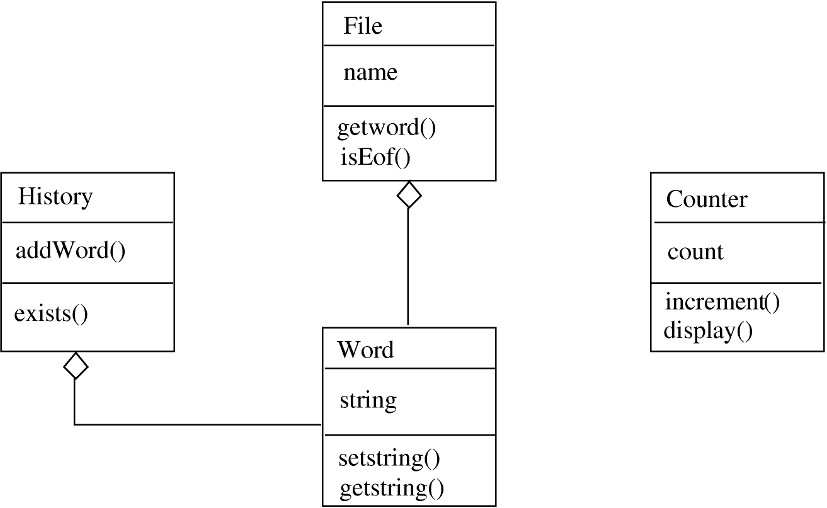 File
name
getword()
isEof()
History
addWord()
exists()
Counter
count
increment()
display()
Word
string
setstring()
getstring()